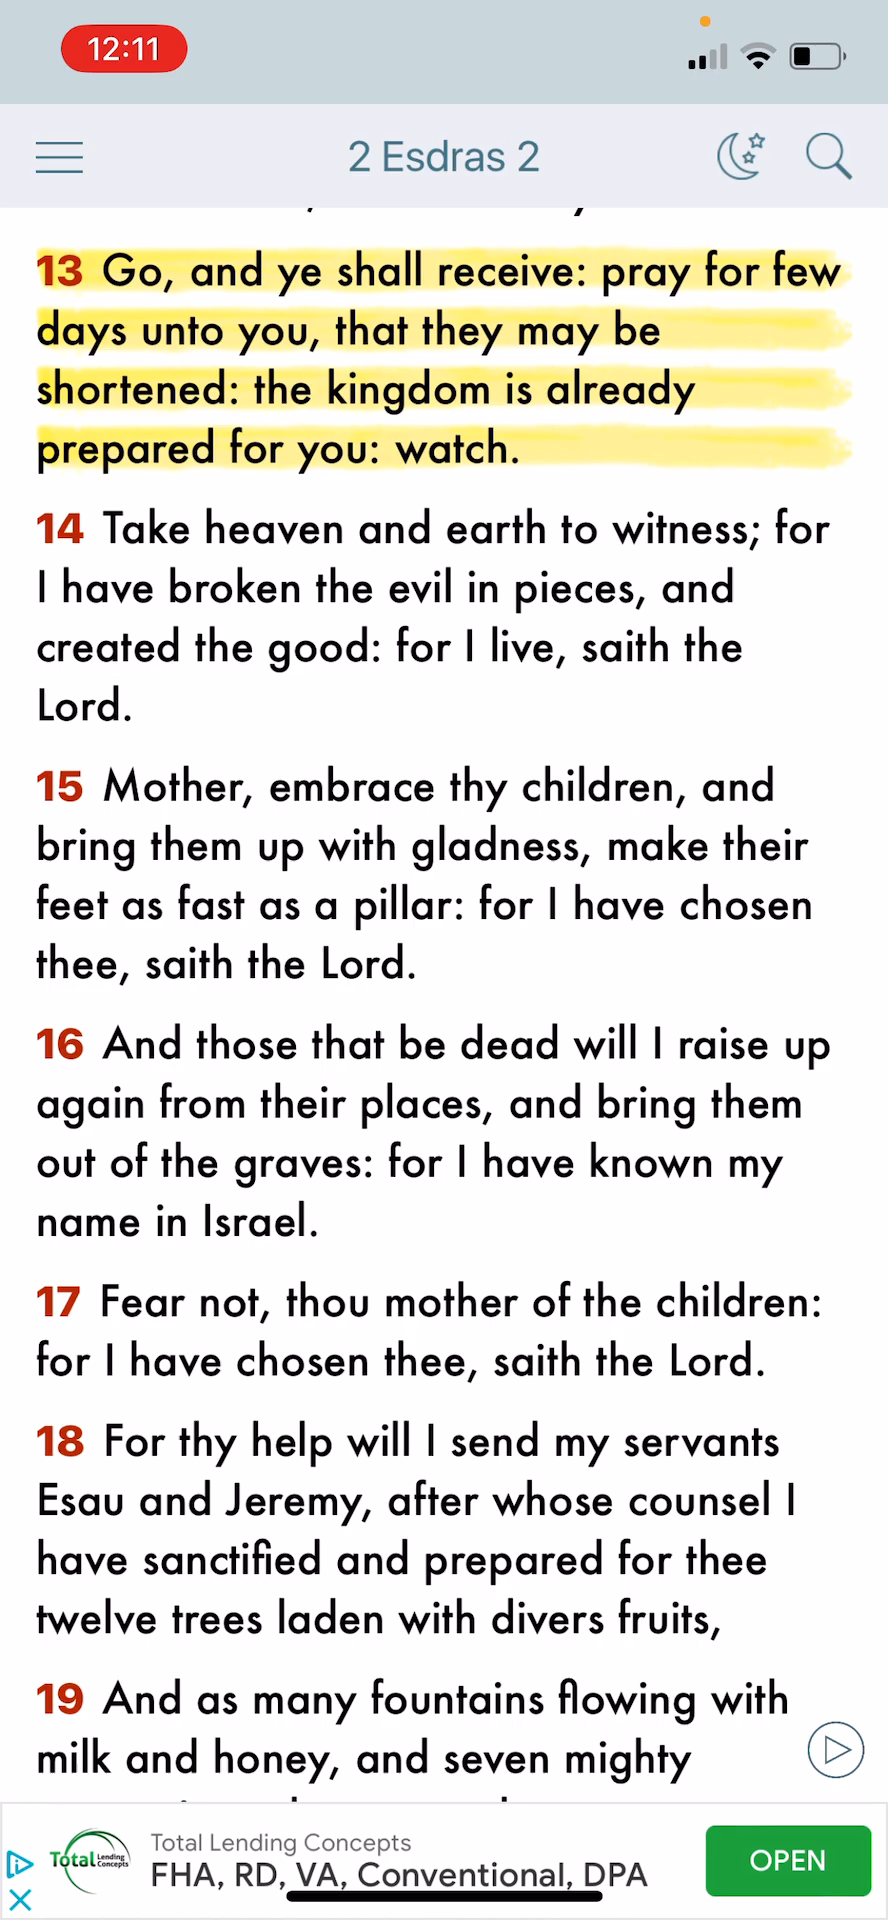 12:11
2 Esdras 2
13 Go, and ye shall receive: pray for few
days unto you, that they may be
shortened: the kingdom is already
prepared for you: watch.
14 Take heaven and earth to witness; for
I have broken the evil in pieces, and
created the good: for I live, saith the
Lord.
15 Mother, embrace thy children, and
bring them up with gladness, make their
feet as fast as a pillar: for I have chosen
thee, saith the Lord.
16 And those that be dead will I raise up
again from their places, and bring them
out of the graves: for I have known my
name in Israel.
17 Fear not, thou mother of the children:
for I have chosen thee, saith the Lord.
18 For thy help will I send my servants
Esau and Jeremy, after whose counsel I
have sanctified and prepared for thee
twelve trees laden with divers fruits,
19 And as many fountains flowing with
milk and honey, and seven mighty
Total Lending Concepts
Total Lending Concepts
FHA, RD, VA, Conventional, DPA
OPEN